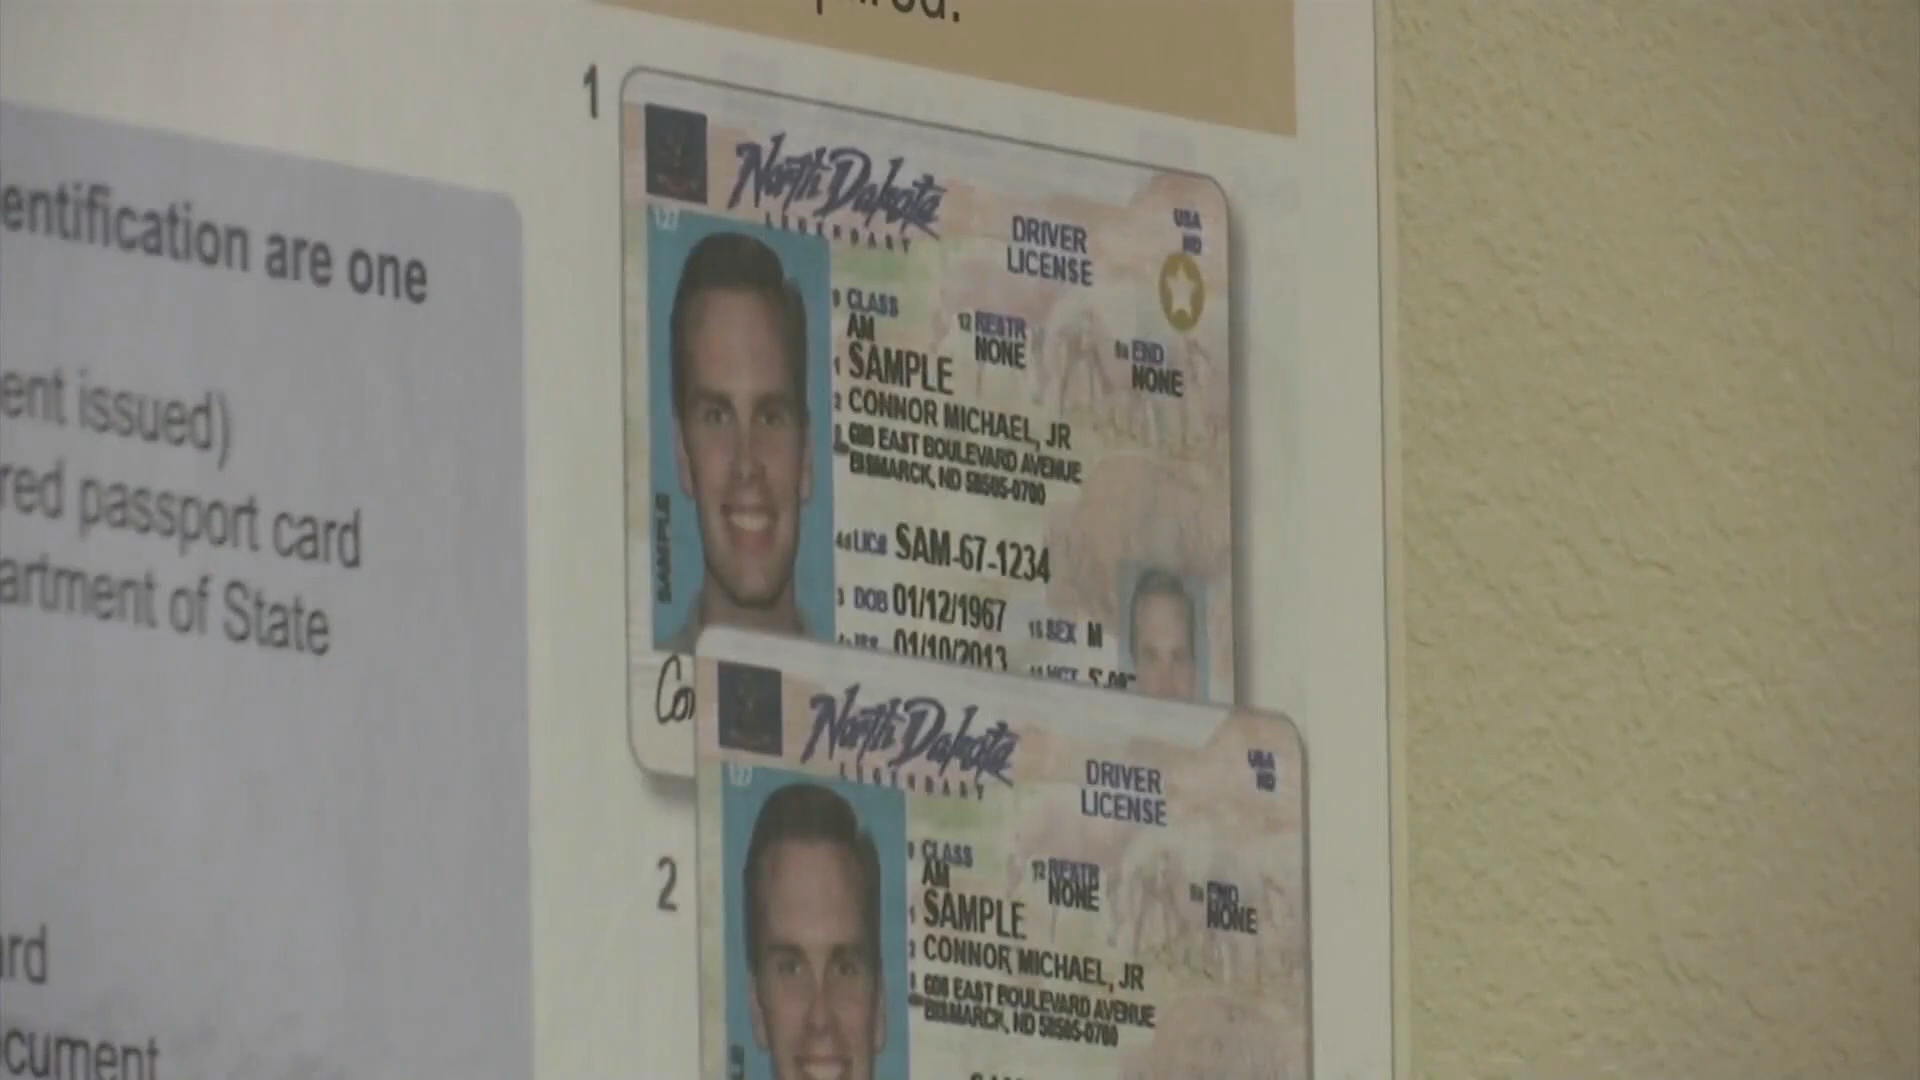 entification are one
ent issued)
red passport card
artment of State
rd
cument
1
North Dakota
LEGENDARY
DRIVER
LICENSE
USA
ND
9 CLASS
AM
12 RESTR
NONE
9a END
NONE
1 SAMPLE
2 CONNOR MICHAEL, JR
608 EAST BOULEVARD AVENUE
BISMARCK, ND 58505-0700
SAMPLE
4d LIC# SAM-67-1234
3 DOB 01/12/1967
15 SEX M
01/10/2013
2
North Dakota
LEGENDARY
DRIVER
LICENSE
USA
ND
9 CLASS
AM
12 RESTR
NONE
9a END
NONE
1 SAMPLE
2 CONNOR MICHAEL, JR
608 EAST BOULEVARD AVENUE
BISMARCK, ND 58505-0700